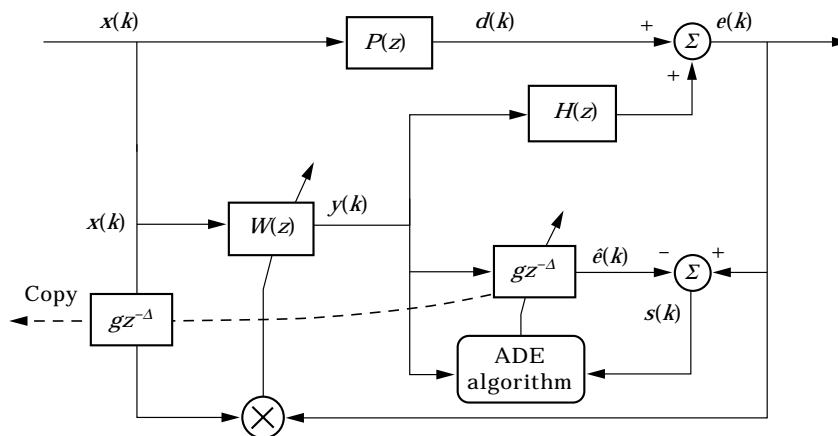 x(k)
P(z)
d(k)
+
Σ
e(k)
+
H(z)
x(k)
W(z)
y(k)
gz⁻Δ
ê(k)
−
Σ
+
s(k)
Copy
gz⁻Δ
ADE
algorithm